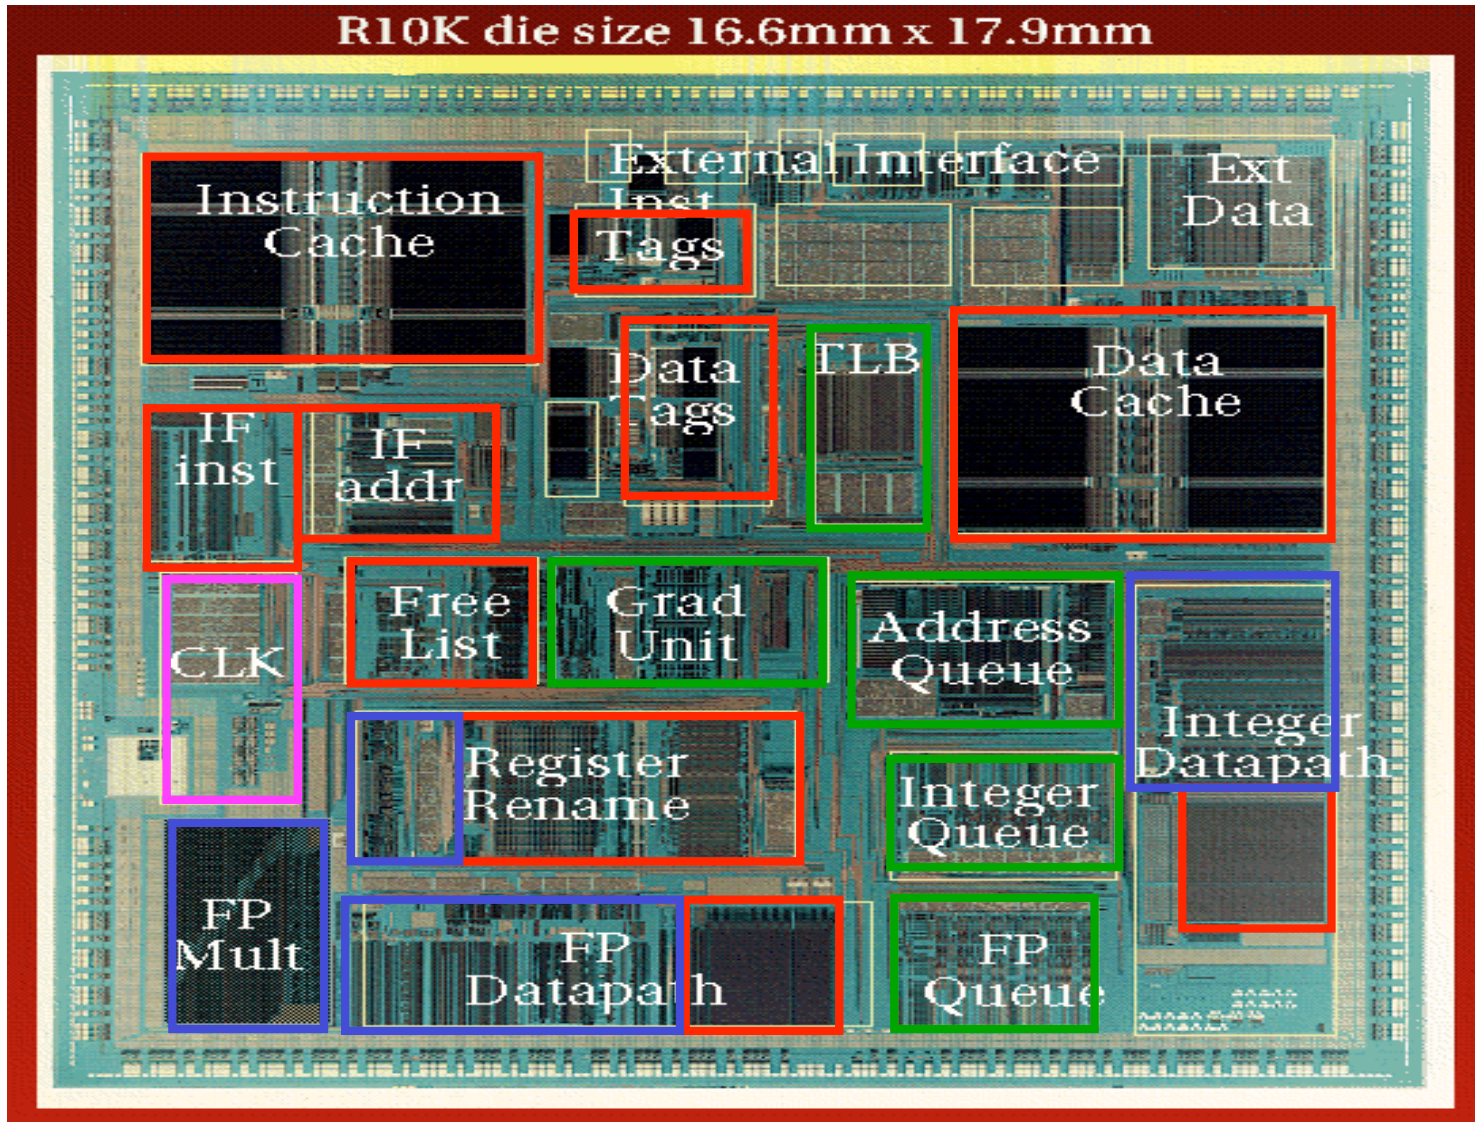 R10K die size 16.6mm x 17.9mm
External Interface
Ext
Data
Instruction
Cache
Inst
Tags
Data
Tags
TLB
Data
Cache
IF
inst
IF
addr
Free
List
Grad
Unit
Address
Queue
CLK
Integer
Datapath
Register
Rename
Integer
Queue
FP
Mult
FP
Datapath
FP
Queue